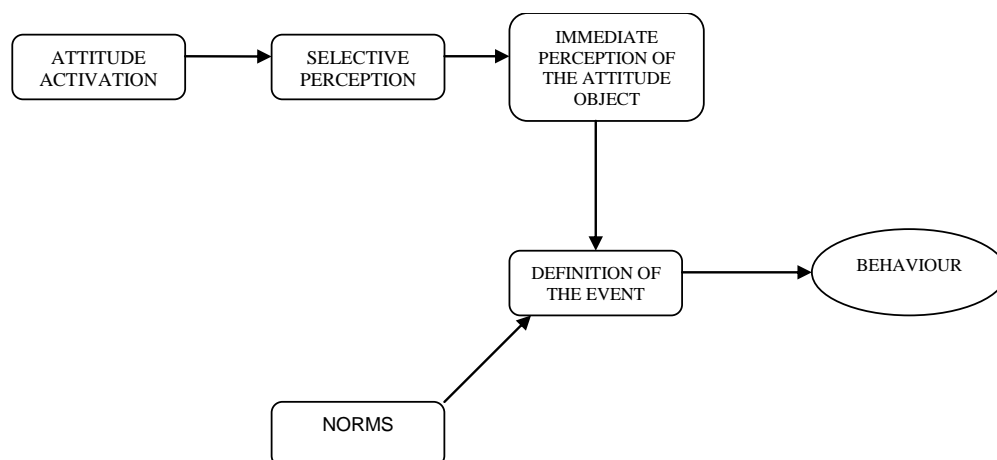 ATTITUDE
ACTIVATION
SELECTIVE
PERCEPTION
IMMEDIATE
PERCEPTION OF
THE ATTITUDE
OBJECT
DEFINITION OF
THE EVENT
BEHAVIOUR
NORMS